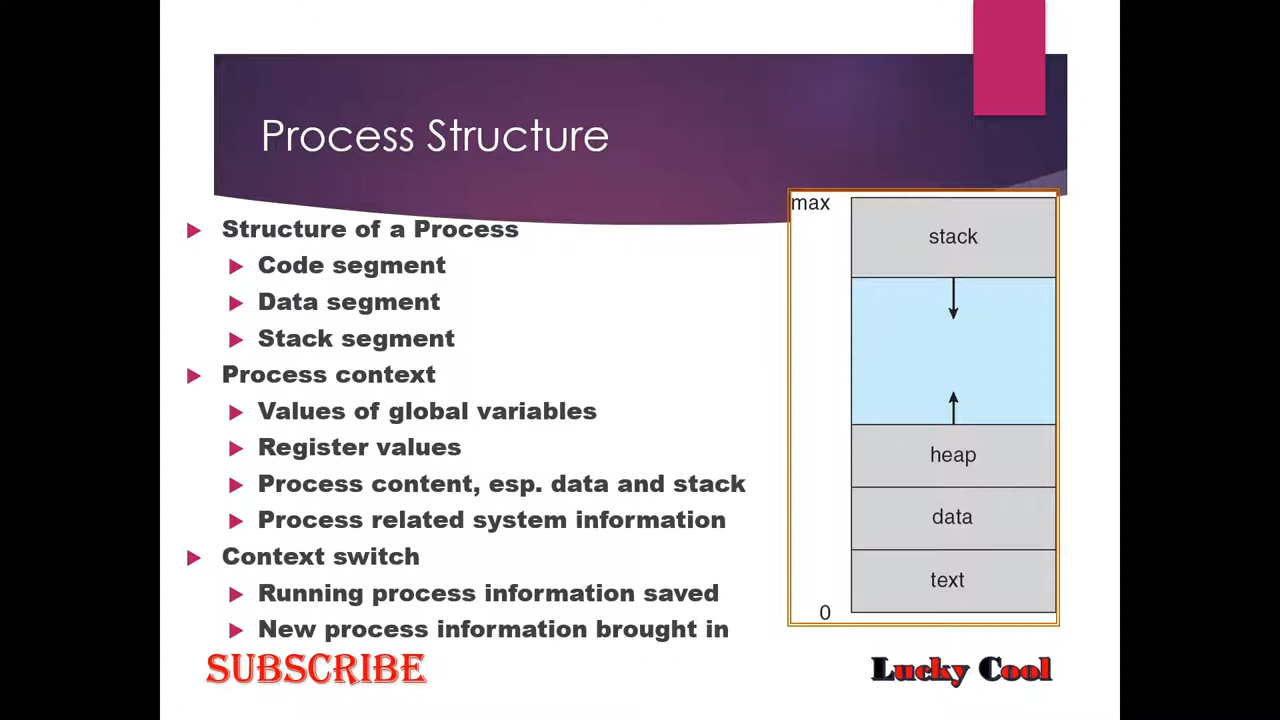 Process Structure
Structure of a Process
Code segment
Data segment
Stack segment
Process context
Values of global variables
Register values
Process content, esp. data and stack
Process related system information
Context switch
Running process information saved
New process information brought in
max
stack
heap
data
text
0
SUBSCRIBE
Lucky Cool